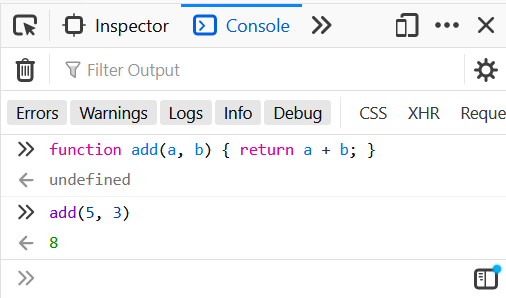 Inspector Console
Filter Output
Errors Warnings Logs Info Debug CSS XHR Reque
function add(a, b) { return a + b; }
undefined
add(5, 3)
8